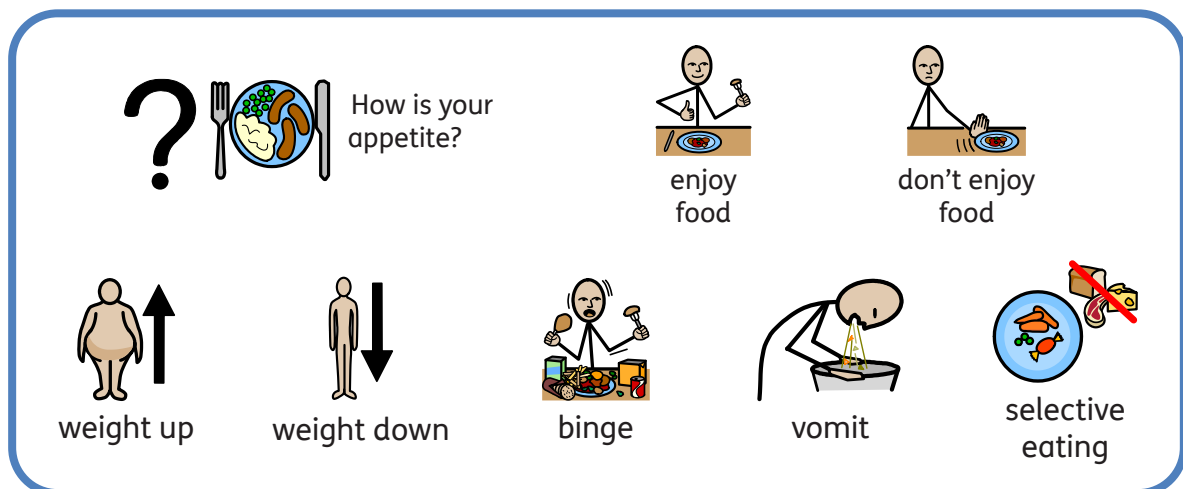 How is your
appetite?
enjoy
food
don't enjoy
food
weight up
weight down
binge
vomit
selective
eating